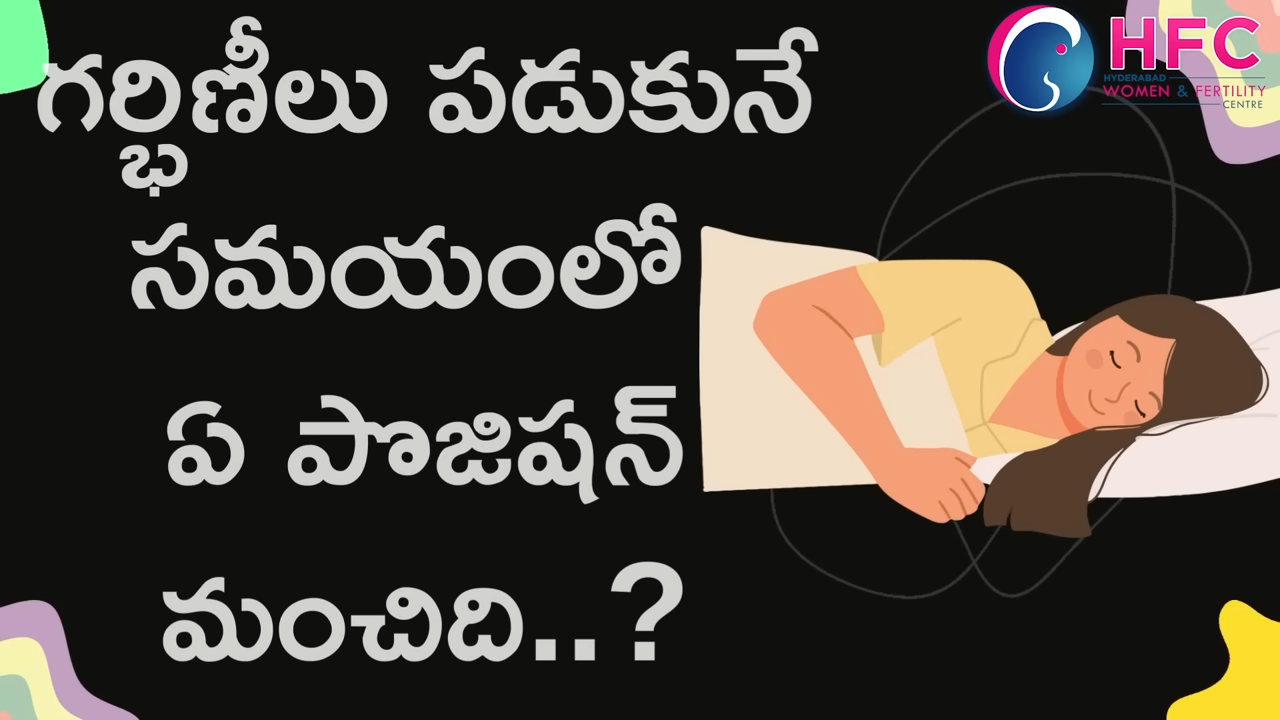 గర్భిణీలు పడుకునే
సమయంలో
ఏ పొజిషన్
మంచిది..?
HFC
HYDERABAD
WOMEN & FERTILITY
CENTRE